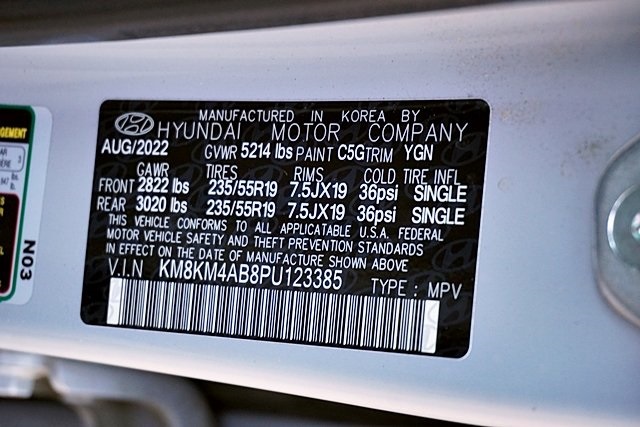 MANUFACTURED IN KOREA BY
HYUNDAI MOTOR COMPANY
AUG/2022 GVWR 5214 lbs PAINT C5G TRIM YGN
GAWR TIRES RIMS COLD TIRE INFL
FRONT 2822 lbs 235/55R19 7.5JX19 36psi SINGLE
REAR 3020 lbs 235/55R19 7.5JX19 36psi SINGLE
THIS VEHICLE CONFORMS TO ALL APPLICATABLE U.S.A. FEDERAL
MOTOR VEHICLE SAFETY AND THEFT PREVENTION STANDARDS
IN EFFECT ON THE DATE OF MANUFACTURE SHOWN ABOVE
V.I.N KM8KM4AB8PU123385 TYPE : MPV
N03